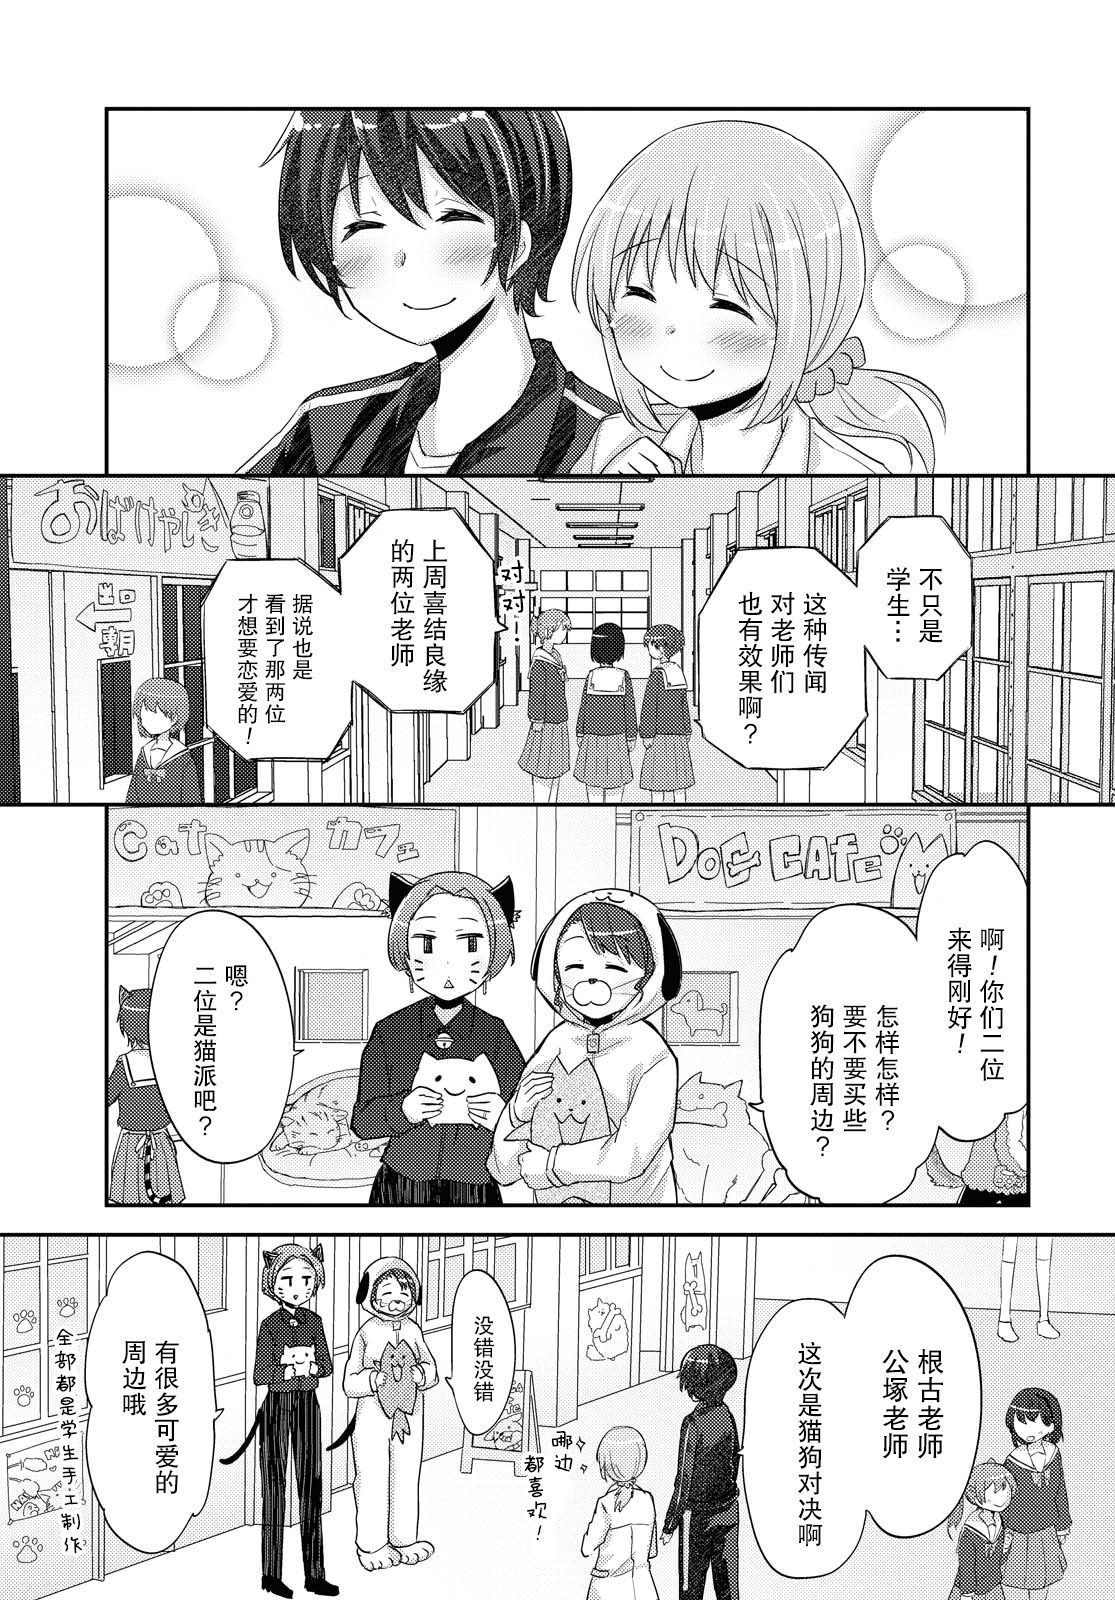 不只是
学生…
这种传闻
对老师们
也有效果啊？
对
对！
上周喜结良缘
的两位老师
据说也是
看到了那两位
才想要恋爱的！
おばけやしき
出口
朝
啊！你们二位
来得刚好！
怎样怎样？
要不要买些
狗狗的周边？
DOG CAFe
Cat カフェ
嗯？
二位是猫派吧？
根古老师
公塚老师
这次是猫狗对决啊
没错没错
哪边
都喜欢！
有很多可爱的
周边哦
全部都是学生手工制作